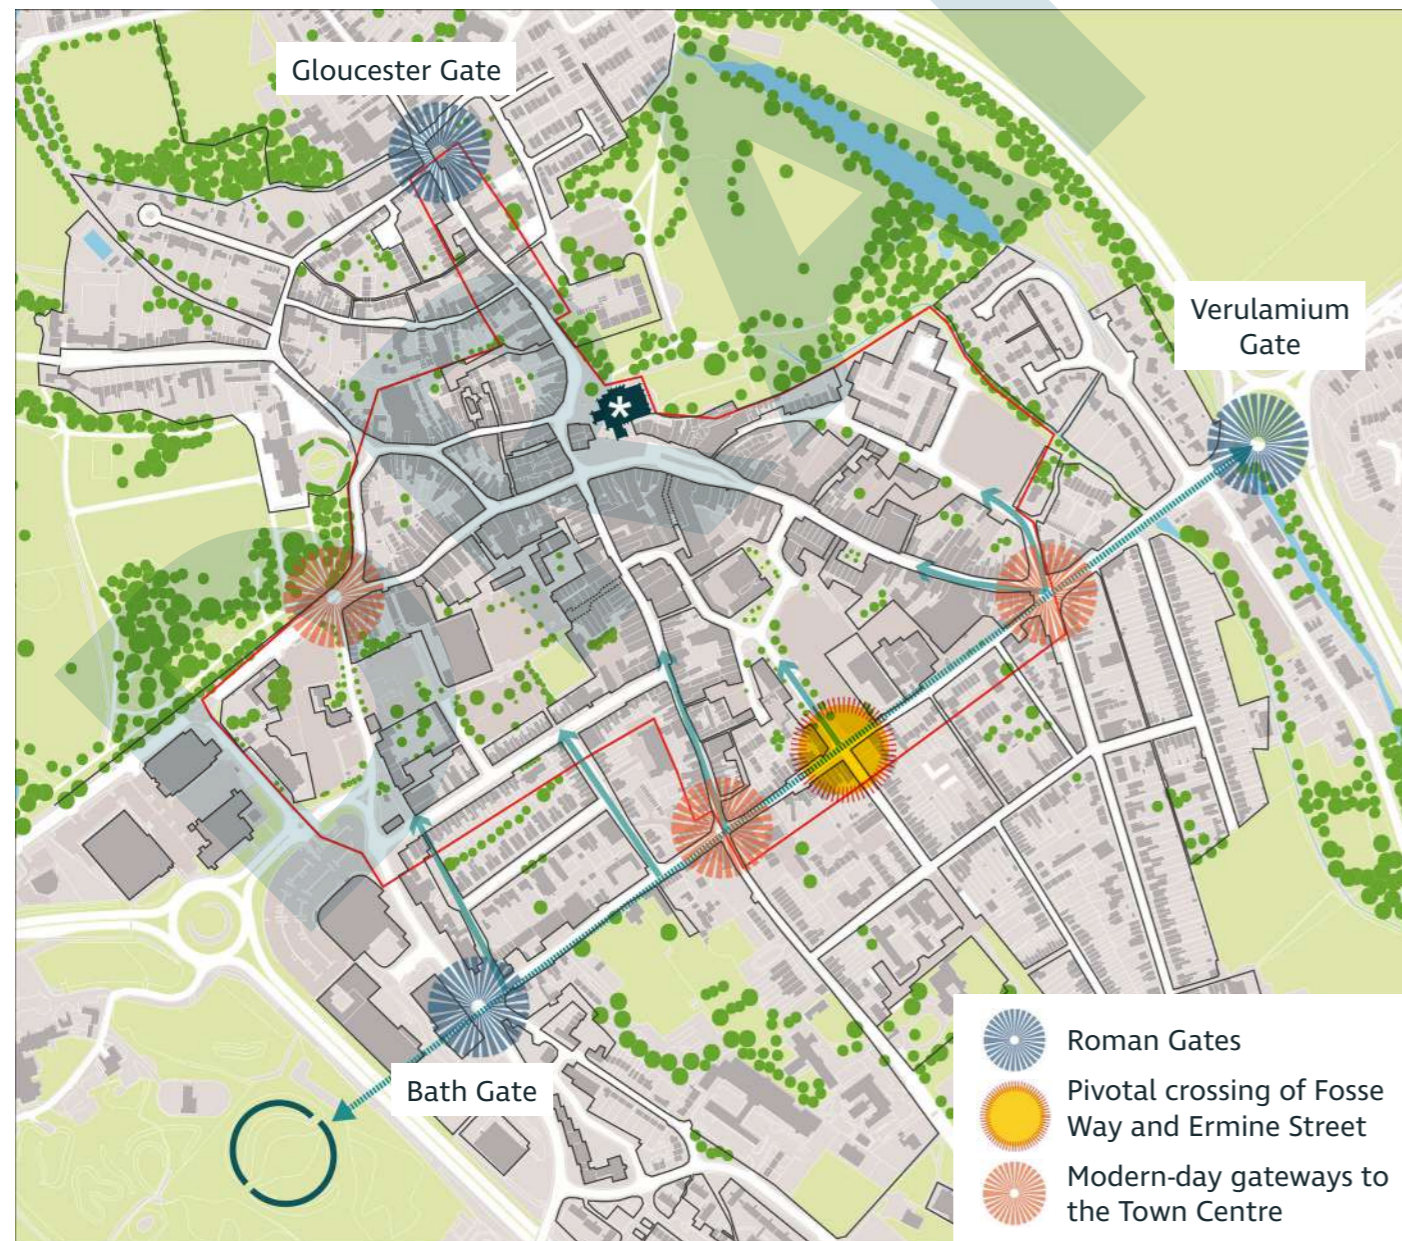 Gloucester Gate
Verulamium
Gate
Bath Gate
Roman Gates
Pivotal crossing of Fosse
Way and Ermine Street
Modern-day gateways to
the Town Centre